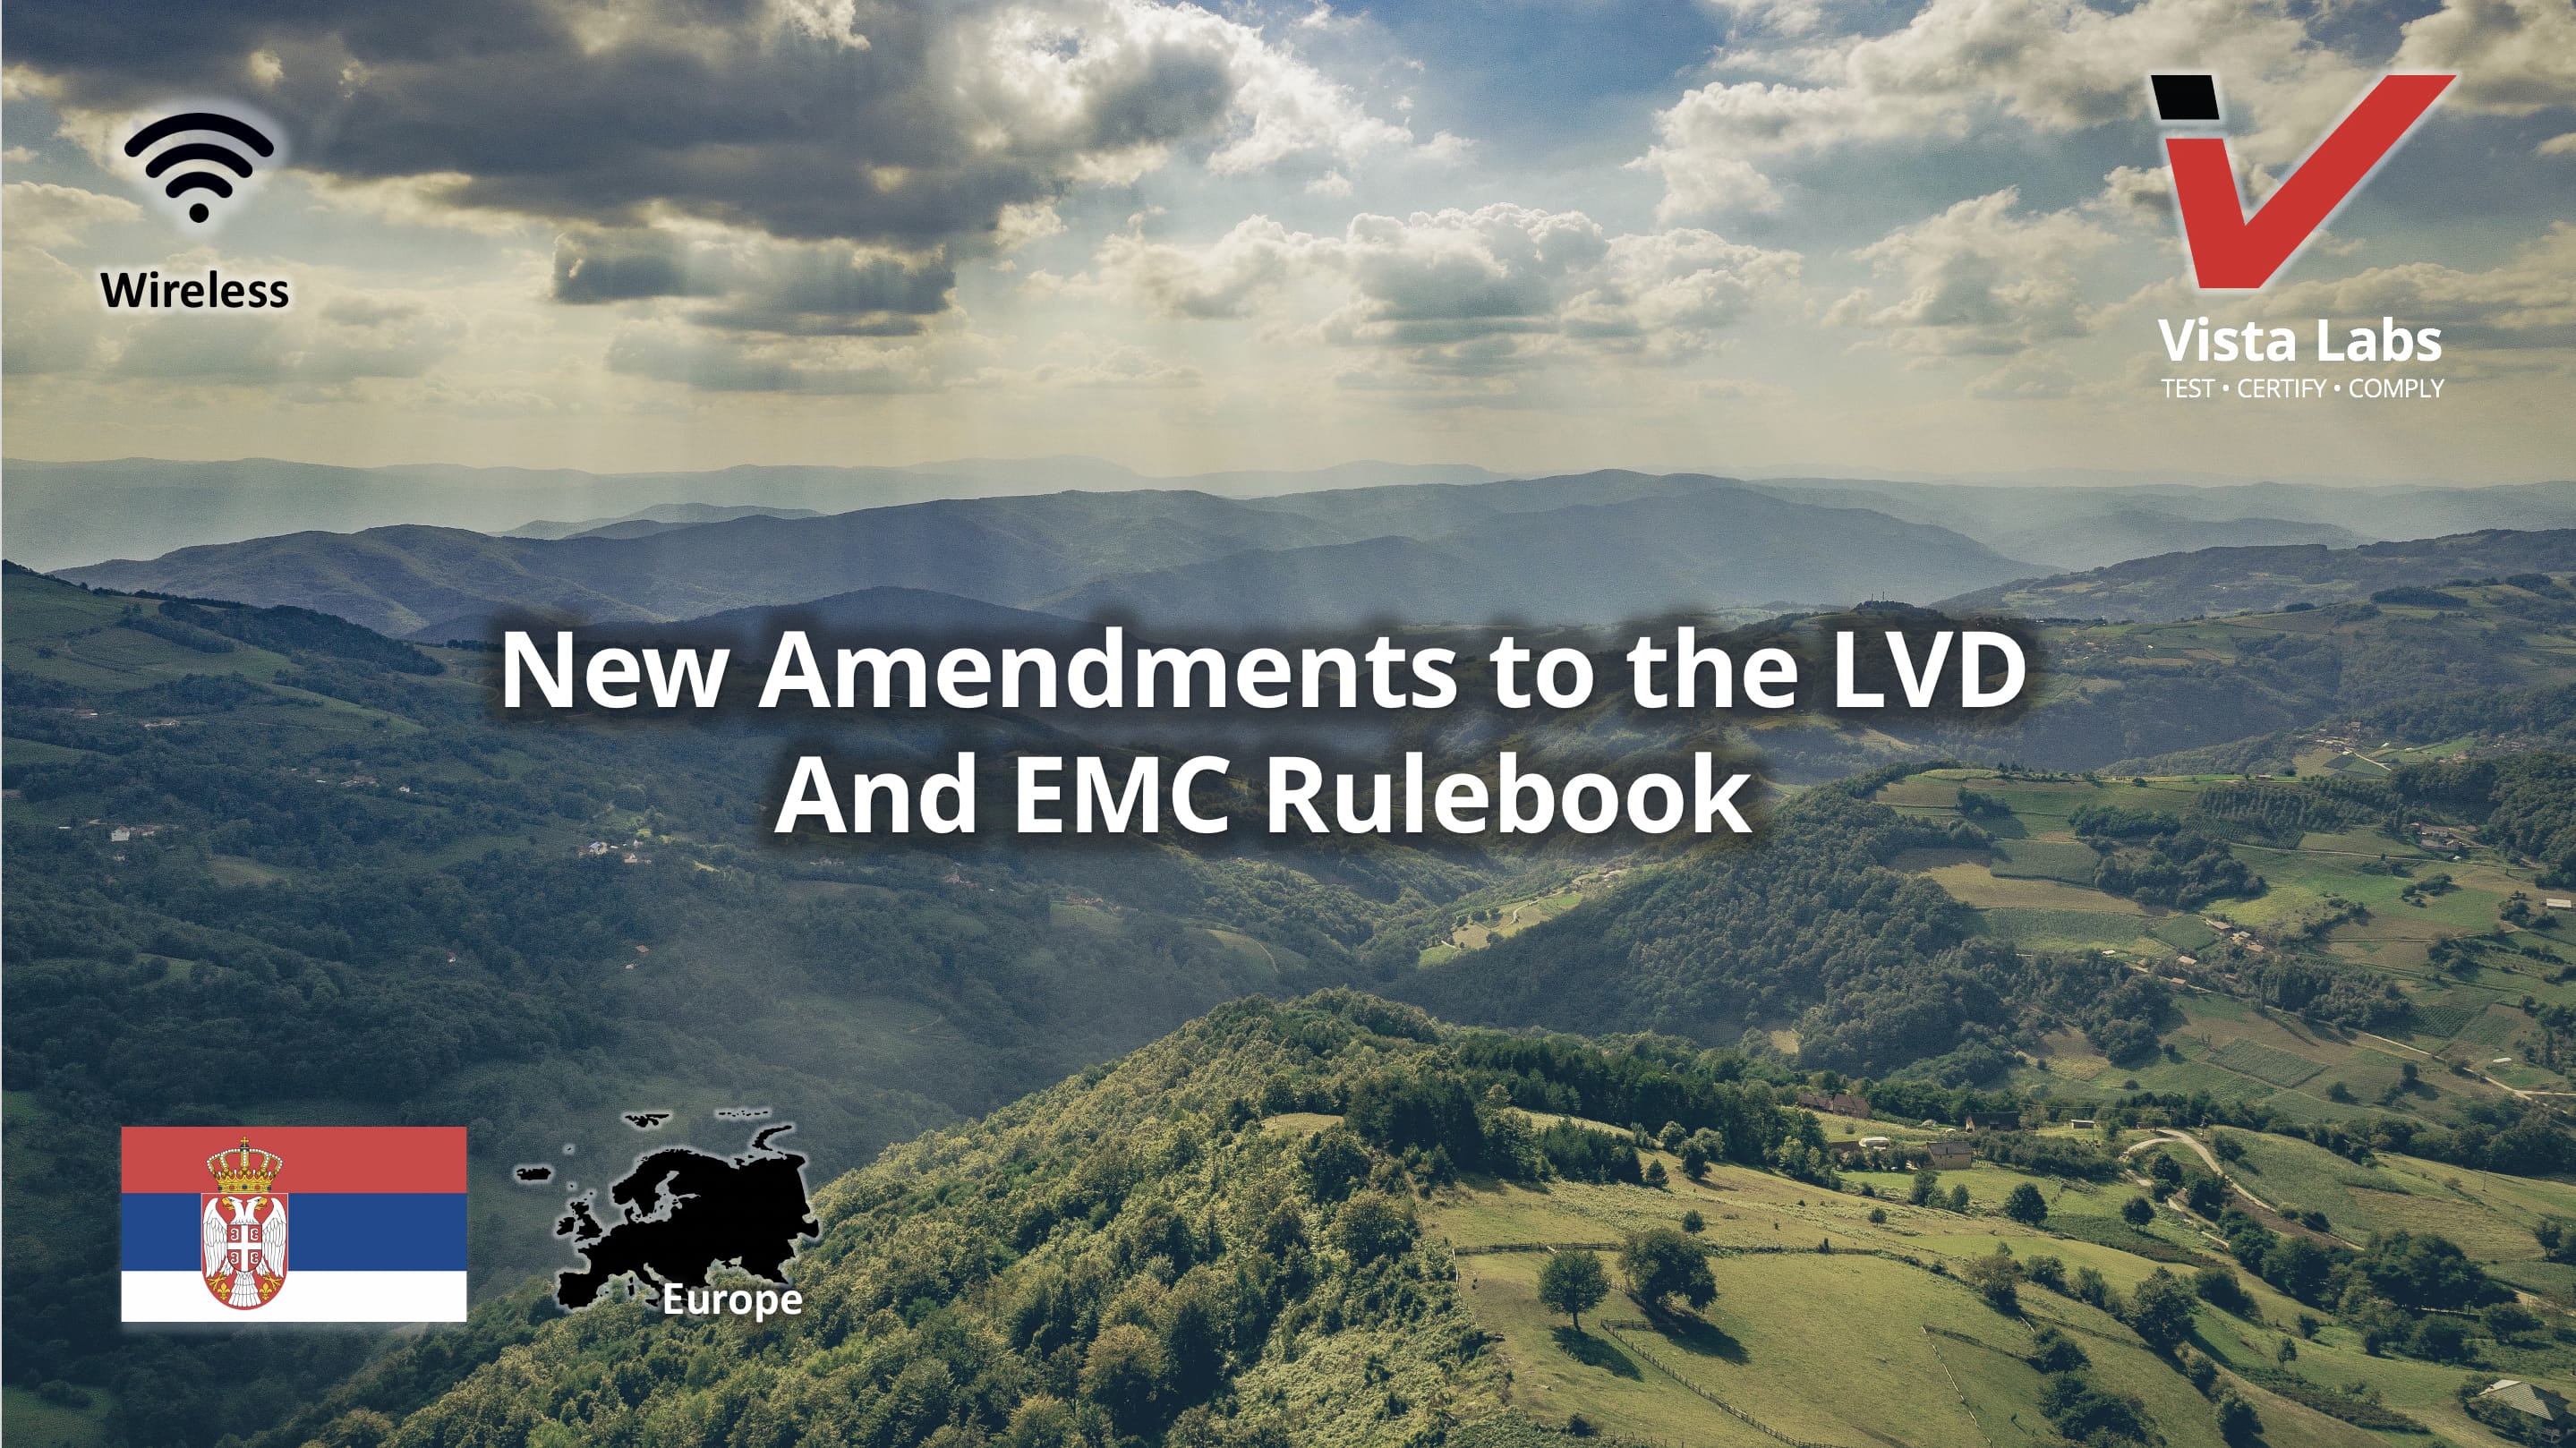 Wireless
Vista Labs
TEST • CERTIFY • COMPLY
New Amendments to the LVD
And EMC Rulebook
Europe